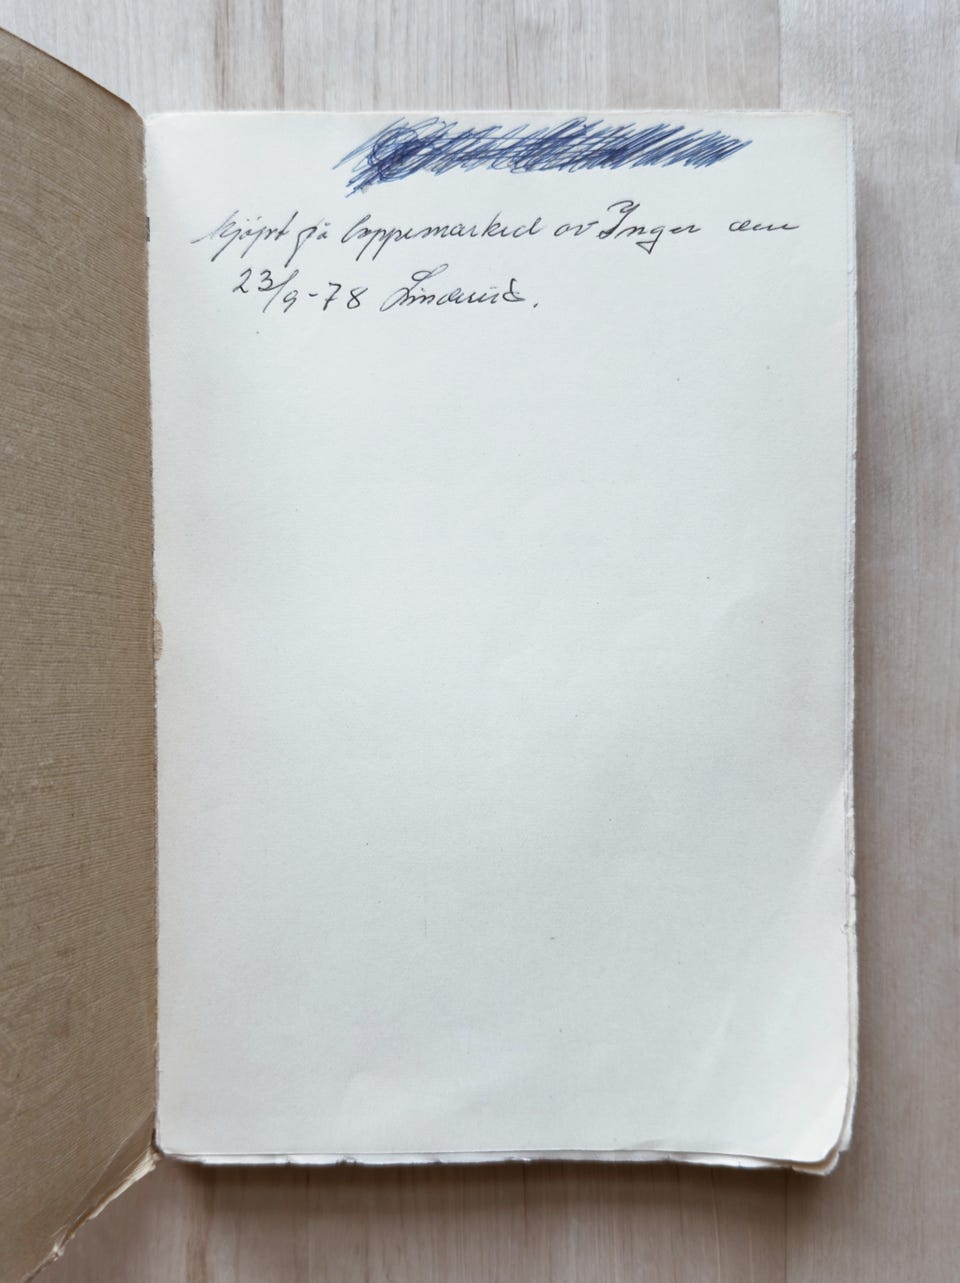 kjøpt på loppemarked av Inger den
23/9-78